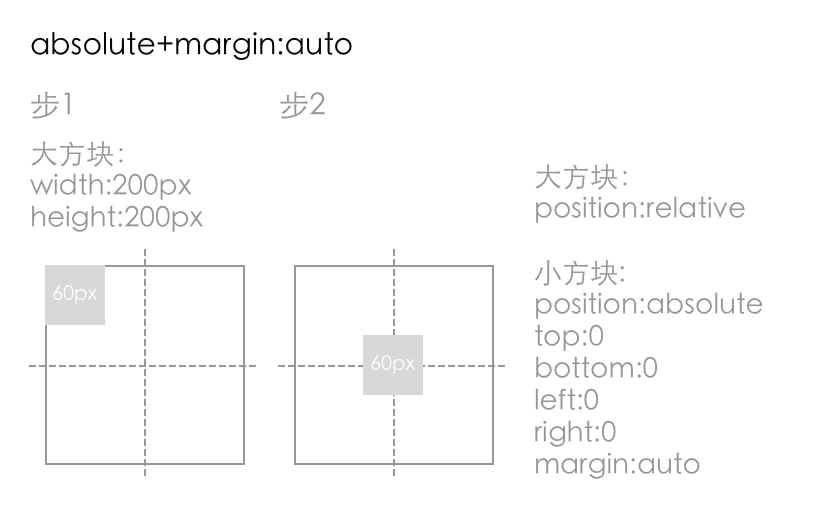 absolute+margin:auto
步1
步2
大方块：
width:200px
height:200px
60px
60px
大方块：
position:relative
小方块：
position:absolute
top:0
bottom:0
left:0
right:0
margin:auto